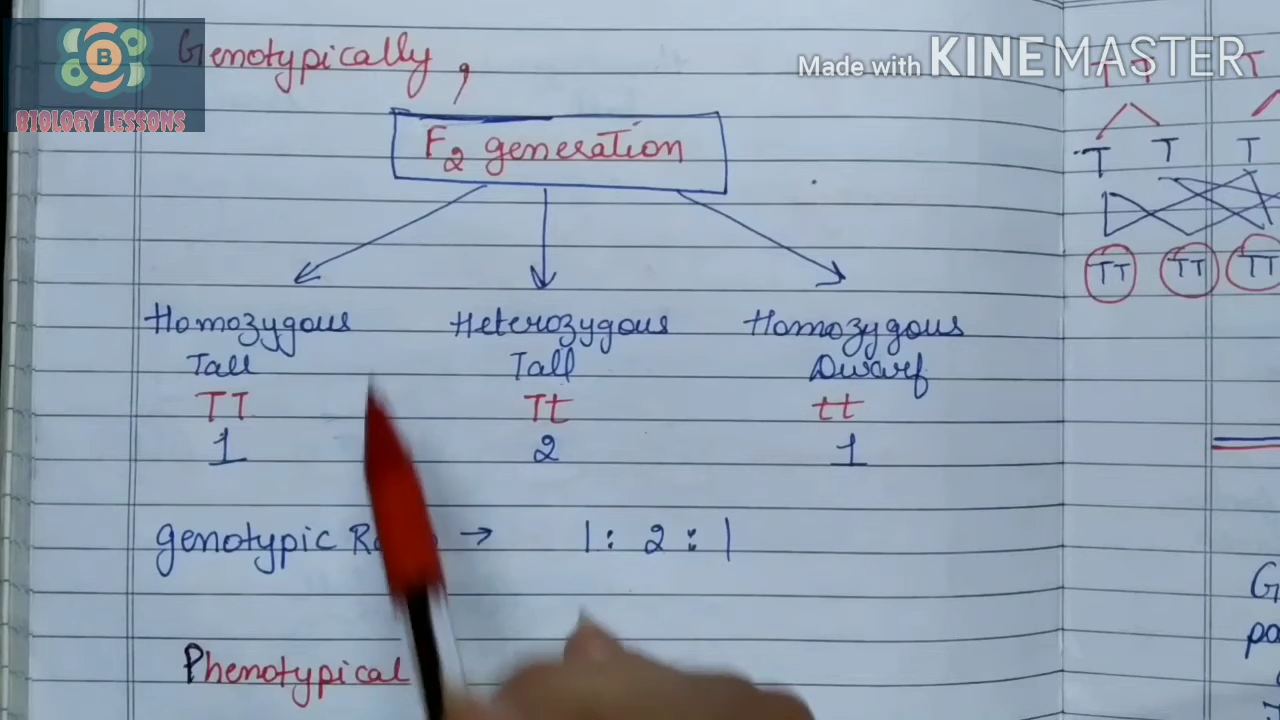 Genotypically,
Made with KINEMASTER
B
BIOLOGY LESSONS
F2 generation
T T T
TT TT TT
Homozygous Heterozygous Homozygous
Tall Tall Dwarf
TT Tt tt
1 2 1
genotypic → 1 : 2 : 1
Phenotypical